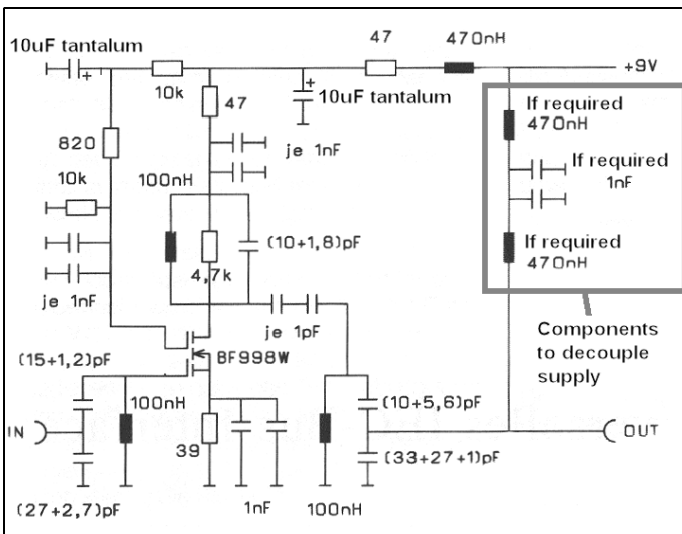 10uF tantalum
47
470nH
+9V
10k
47
10uF tantalum
820
je 1nF
100nH
10k
(10+1,8)pF
4,7k
je 1nF
je 1pF
BF998W
(15+1,2)pF
100nH
IN
39
(27+2,7)pF
1nF
100nH
(10+5,6)pF
(33+27+1)pF
OUT
If required
470nH
If required
1nF
If required
470nH
Components
to decouple
supply